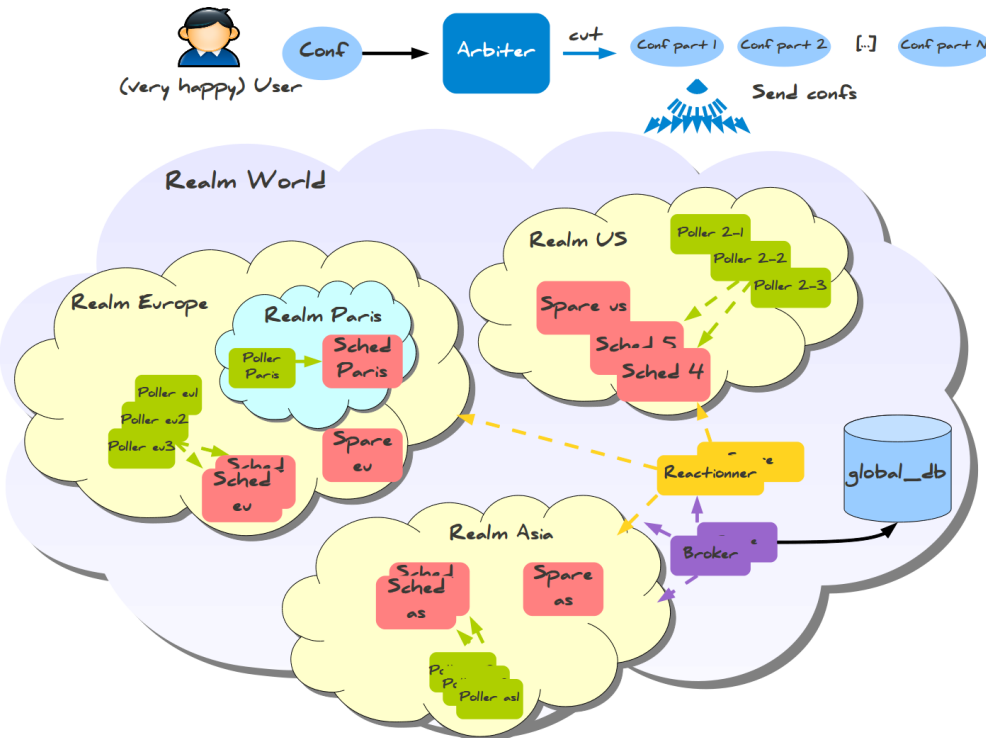 Conf
Arbiter
cut
Conf part 1
Conf part 2
[...]
Conf part N
(very happy) User
Send confs
Realm World
Realm US
Poller 2-1
Poller 2-2
Poller 2-3
Spare us
Sched 5
Sched 4
Realm Europe
Realm Paris
Poller
Paris
Sched
Paris
Poller eu1
Poller eu2
Poller eu3
Spare
eu
Sched
Sched
eu
Reactionner
global_db
Broker
Realm Asia
Sched
Sched
as
Spare
as
Poller as1